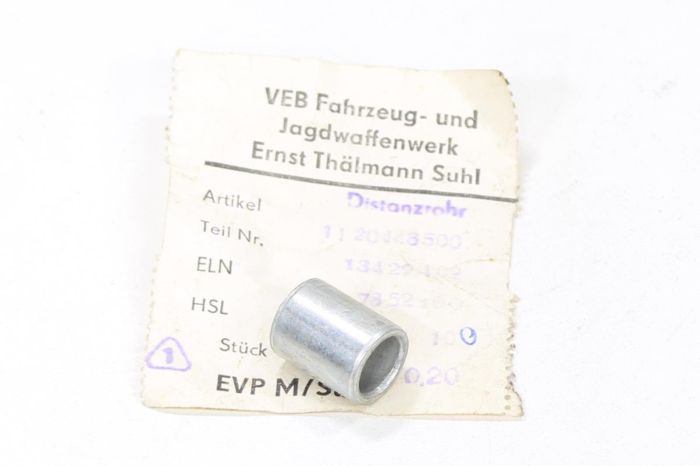 VEB Fahrzeug- und
Jagdwaffenwerk
Ernst Thälmann Suhl
Artikel Distanzrohr
Teil Nr.
ELN
HSL
Stück
1
EVP M/S 0,20